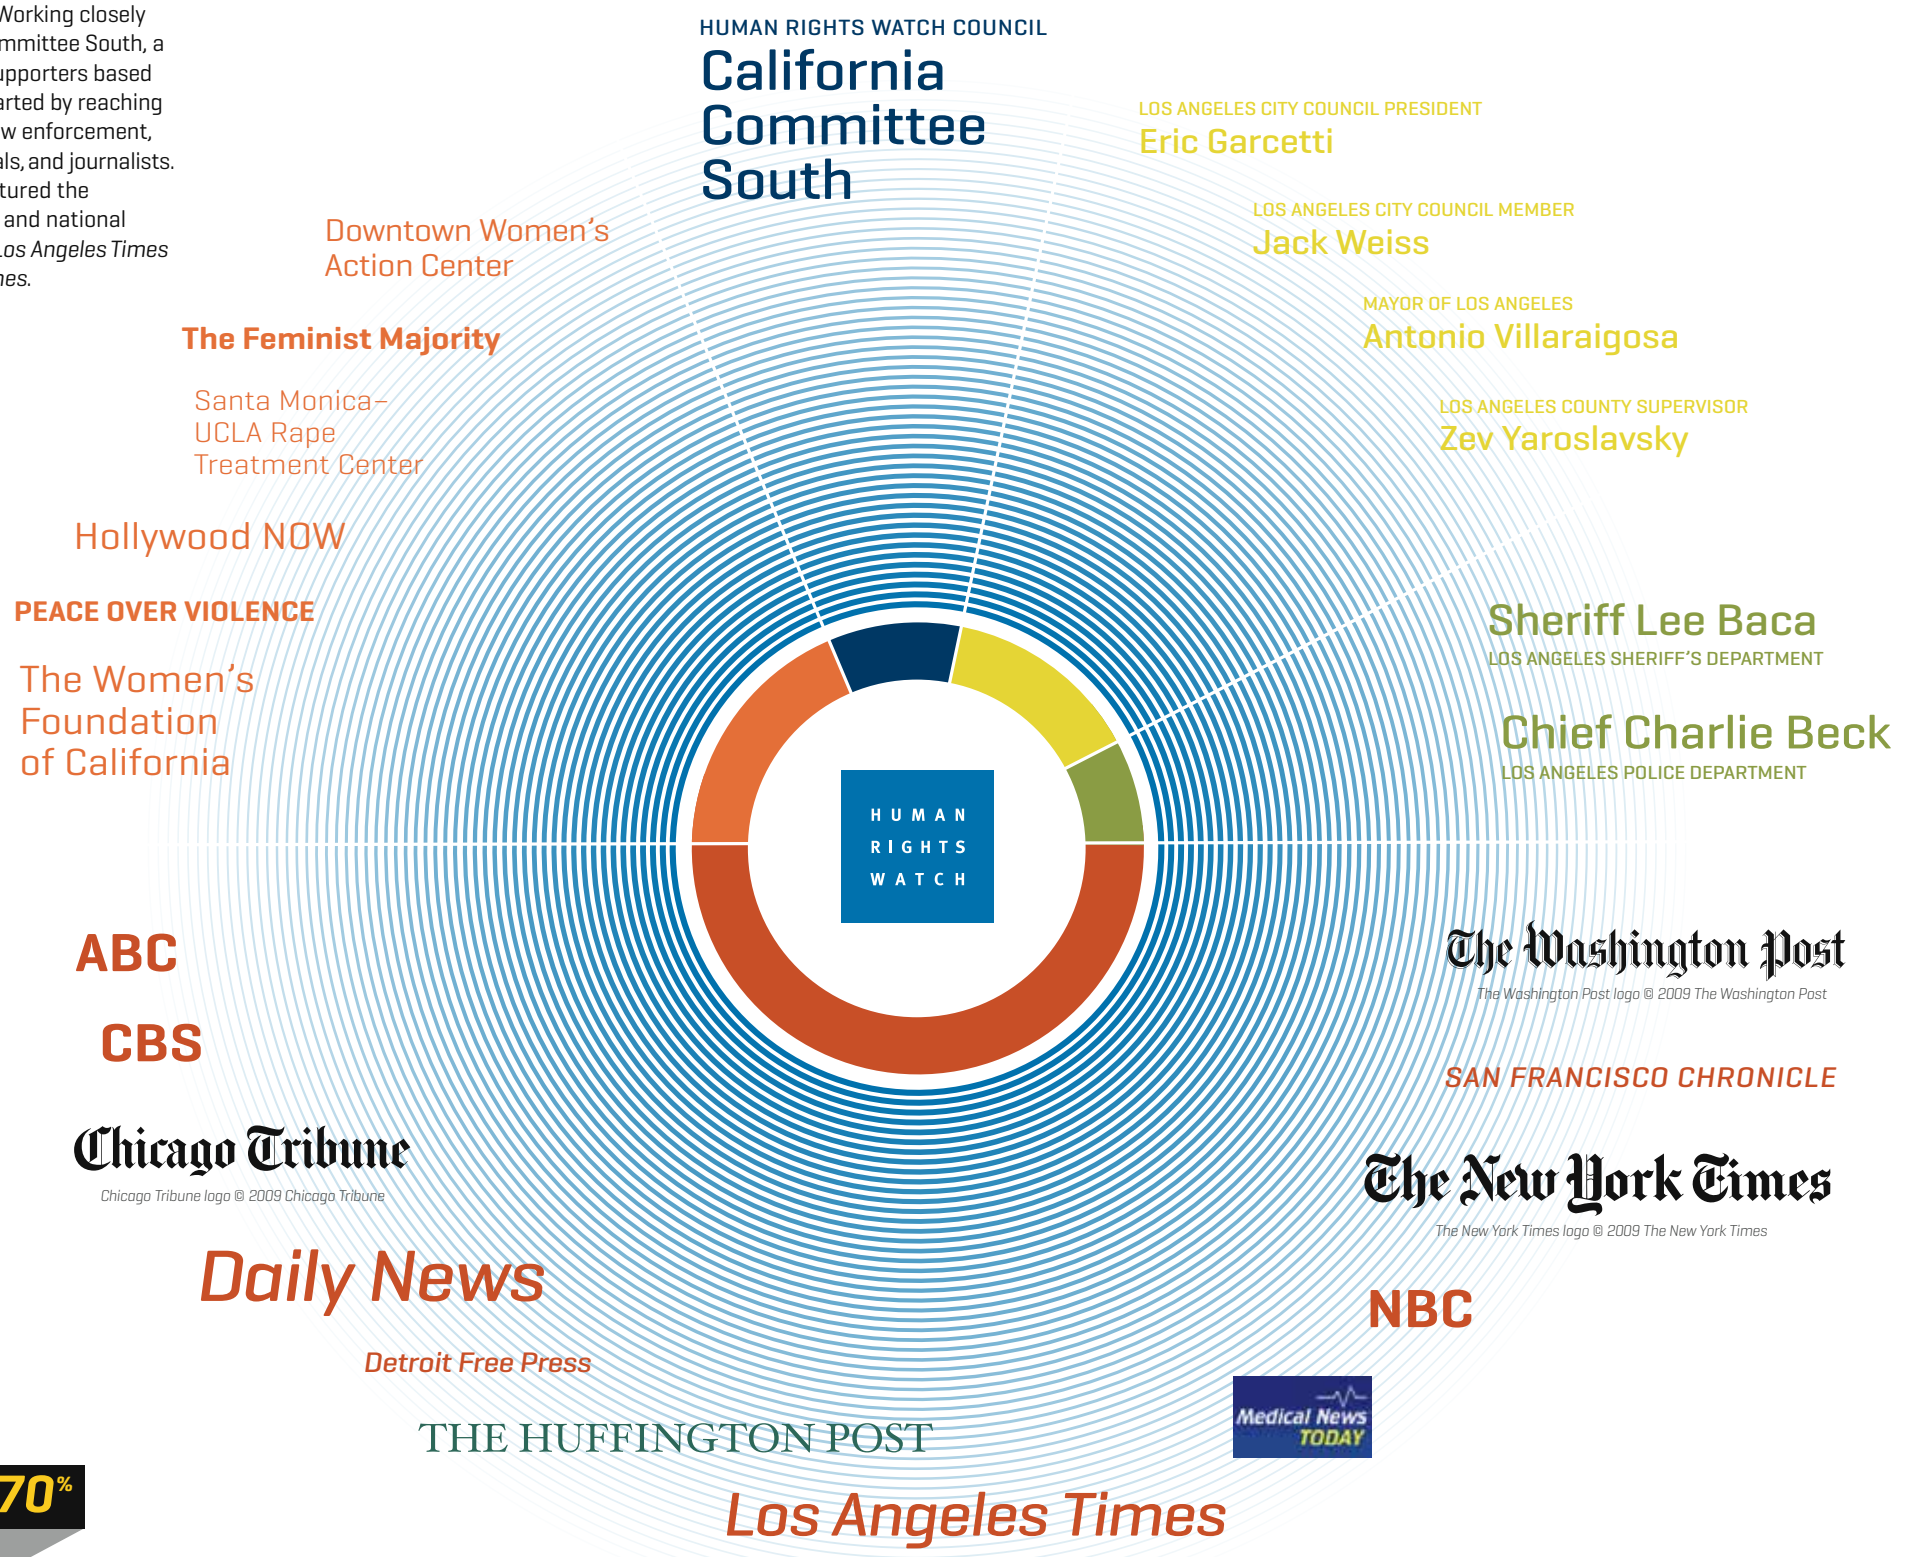 Working closely
mmittee South, a
upporters based
arted by reaching
w enforcement,
als, and journalists.
tured the
and national
Los Angeles Times
nes.
HUMAN RIGHTS WATCH COUNCIL
California
Committee
South
LOS ANGELES CITY COUNCIL PRESIDENT
Eric Garcetti
LOS ANGELES CITY COUNCIL MEMBER
Jack Weiss
MAYOR OF LOS ANGELES
Antonio Villaraigosa
LOS ANGELES COUNTY SUPERVISOR
Zev Yaroslavsky
Downtown Women's
Action Center
The Feminist Majority
Santa Monica–
UCLA Rape
Treatment Center
Hollywood NOW
PEACE OVER VIOLENCE
The Women's
Foundation
of California
Sheriff Lee Baca
LOS ANGELES SHERIFF'S DEPARTMENT
Chief Charlie Beck
LOS ANGELES POLICE DEPARTMENT
HUMAN
RIGHTS
WATCH
ABC
CBS
Chicago Tribune
Chicago Tribune logo © 2009 Chicago Tribune
Daily News
Detroit Free Press
THE HUFFINGTON POST
Los Angeles Times
The Washington Post
The Washington Post logo © 2009 The Washington Post
SAN FRANCISCO CHRONICLE
The New York Times
The New York Times logo © 2009 The New York Times
NBC
Medical News
TODAY
70%